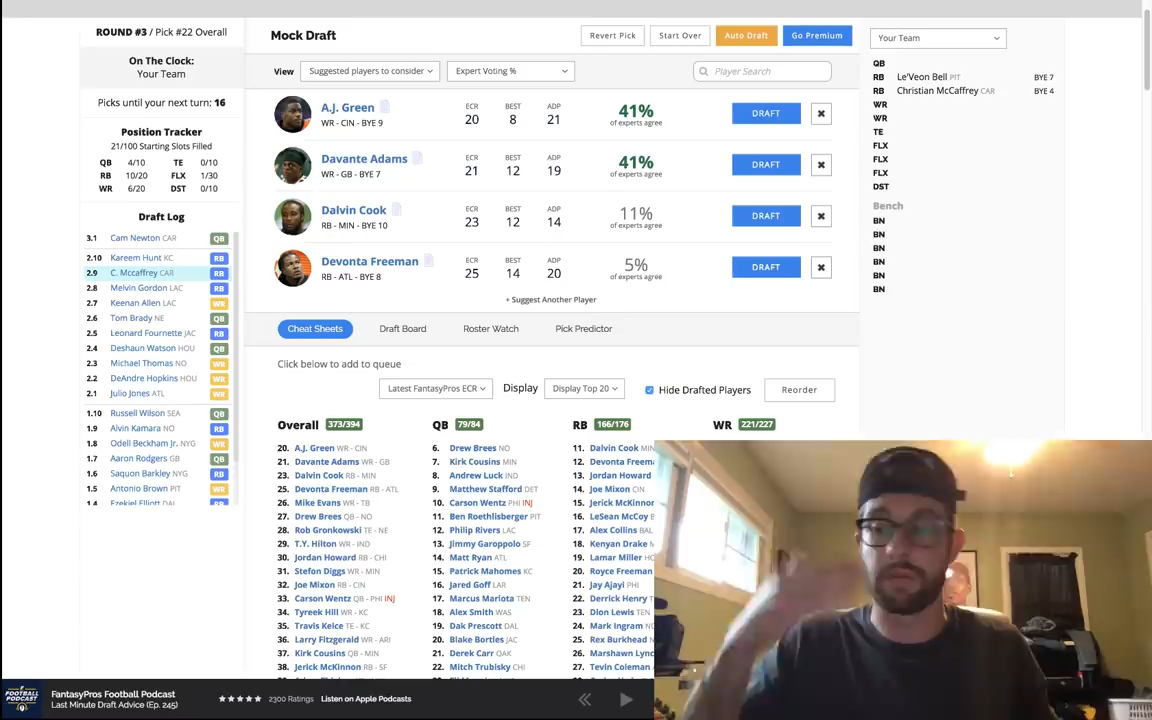 ROUND #3 / Pick #22 Overall
On The Clock:
Your Team
Picks until your next turn: 16
Position Tracker
21/100 Starting Slots Filled
QB 4/10 TE 0/10
RB 10/20 FLX 1/30
WR 6/20 DST 0/10
Draft Log
3.1 Cam Newton CAR QB
2.10 Kareem Hunt KC RB
2.9 C. Mccaffrey CAR RB
2.8 Melvin Gordon LAC RB
2.7 Keenan Allen LAC WR
2.6 Tom Brady NE QB
2.5 Leonard Fournette JAC RB
2.4 Deshaun Watson HOU QB
2.3 Michael Thomas NO WR
2.2 DeAndre Hopkins HOU WR
2.1 Julio Jones ATL WR
1.10 Russell Wilson SEA QB
1.9 Alvin Kamara NO RB
1.8 Odell Beckham Jr. NYG WR
1.7 Aaron Rodgers GB QB
1.6 Saquon Barkley NYG RB
1.5 Antonio Brown PIT WR
1.4 Ezekiel Elliott DAL RB
Mock Draft
Revert Pick Start Over Auto Draft Go Premium
View Suggested players to consider Expert Voting % Player Search
A.J. Green ECR BEST ADP 41% DRAFT
WR - CIN - BYE 9 20 8 21 of experts agree
Davante Adams ECR BEST ADP 41% DRAFT
WR - GB - BYE 7 21 12 19 of experts agree
Dalvin Cook ECR BEST ADP 11% DRAFT
RB - MIN - BYE 10 23 12 14 of experts agree
Devonta Freeman ECR BEST ADP 5% DRAFT
RB - ATL - BYE 8 25 14 20 of experts agree
+ Suggest Another Player
Cheat Sheets Draft Board Roster Watch Pick Predictor
Click below to add to queue
Latest FantasyPros ECR Display Display Top 20 Hide Drafted Players Reorder
Overall 373/394 QB 79/84 RB 166/176 WR 221/227
20. A.J. Green WR - CIN 6. Drew Brees NO 11. Dalvin Cook MIN
21. Davante Adams WR - GB 7. Kirk Cousins MIN 12. Devonta Freema
23. Dalvin Cook RB - MIN 8. Andrew Luck IND 13. Jordan Howard
25. Devonta Freeman RB - ATL 9. Matthew Stafford DET 14. Joe Mixon CIN
26. Mike Evans WR - TB 10. Carson Wentz PHI INJ 15. Jerick McKinnon
27. Drew Brees QB - NO 11. Ben Roethlisberger PIT 16. LeSean McCoy B
28. Rob Gronkowski TE - NE 12. Philip Rivers LAC 17. Alex Collins BAL
29. T.Y. Hilton WR - IND 13. Jimmy Garoppolo SF 18. Kenyan Drake M
30. Jordan Howard RB - CHI 14. Matt Ryan ATL 19. Lamar Miller HO
31. Stefon Diggs WR - MIN 15. Patrick Mahomes KC 20. Royce Freeman
32. Joe Mixon RB - CIN 16. Jared Goff LAR 21. Jay Ajayi PHI
33. Carson Wentz QB - PHI INJ 17. Marcus Mariota TEN 22. Derrick Henry T
34. Tyreek Hill WR - KC 18. Alex Smith WAS 23. Dion Lewis TEN
35. Travis Kelce TE - KC 19. Dak Prescott DAL 24. Mark Ingram NO
36. Larry Fitzgerald WR - ARI 20. Blake Bortles JAC 25. Rex Burkhead N
37. Kirk Cousins QB - MIN 21. Derek Carr OAK 26. Marshawn Lync
38. Jerick McKinnon RB - SF 22. Mitch Trubisky CHI 27. Tevin Coleman A
Your Team
QB
RB Le'Veon Bell PIT BYE 7
RB Christian McCaffrey CAR BYE 4
WR
WR
TE
FLX
FLX
FLX
DST
Bench
BN
BN
BN
BN
BN
BN
FOOTBALL PODCAST
FantasyPros Football Podcast
Last Minute Draft Advice (Ep. 245)
2300 Ratings Listen on Apple Podcasts